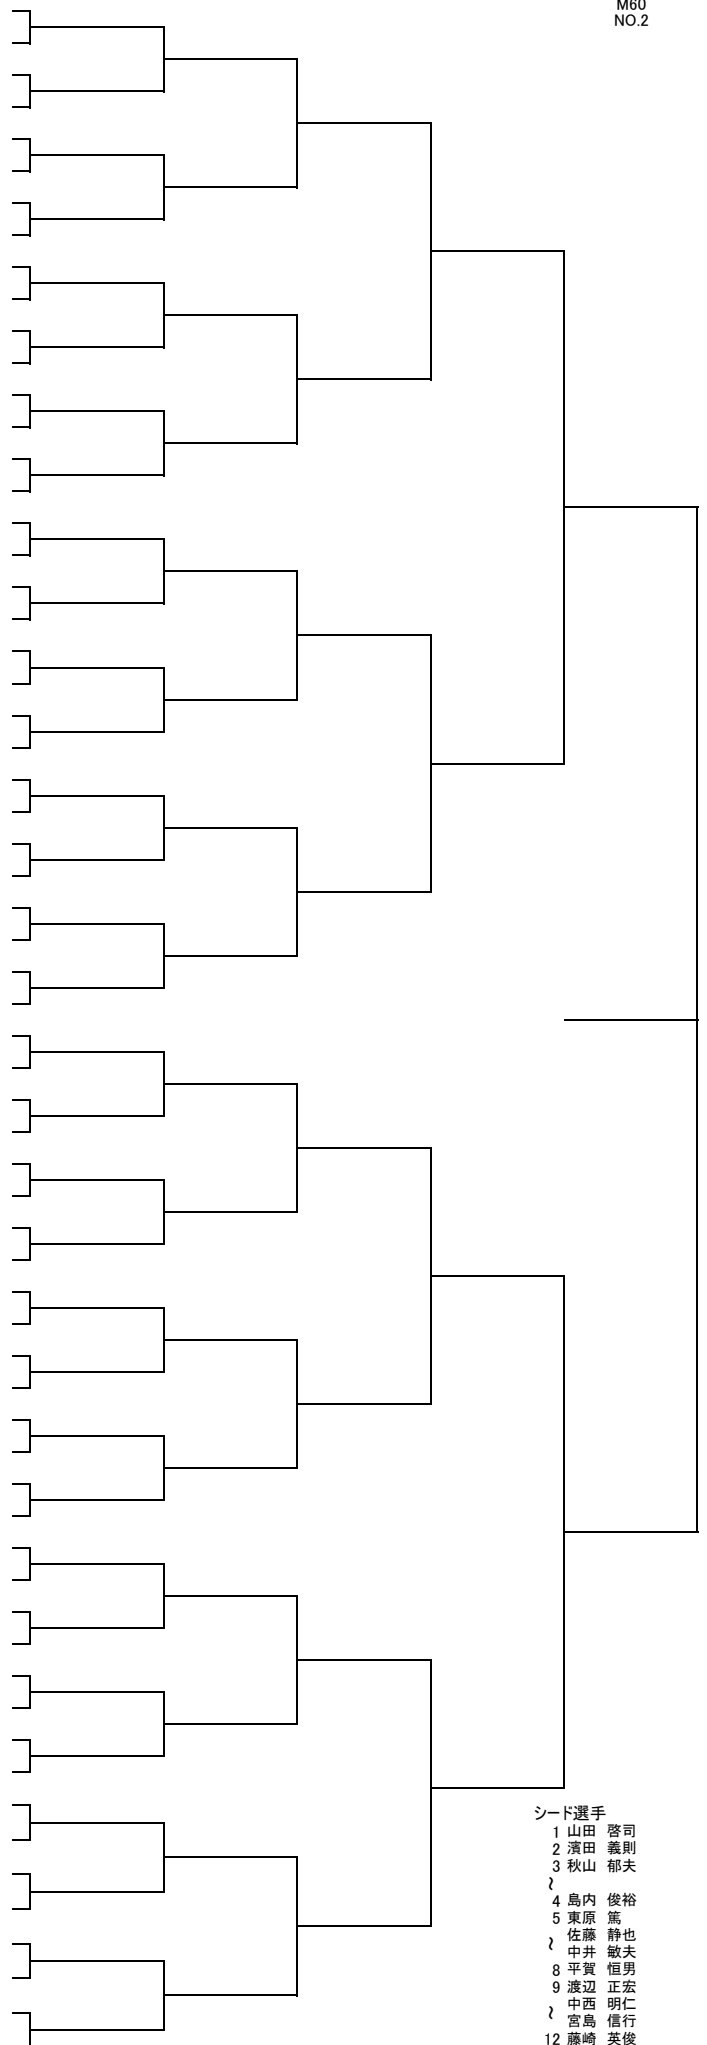 M60
NO.2
シード選手
1 山田 啓司
2 濱田 義則
3 秋山 郁夫
～
4 島内 俊裕
5 東原 篤
佐藤 静也
～ 中井 敏夫
8 平賀 恒男
9 渡辺 正宏
中西 明仁
～ 宮島 信行
12 藤崎 英俊